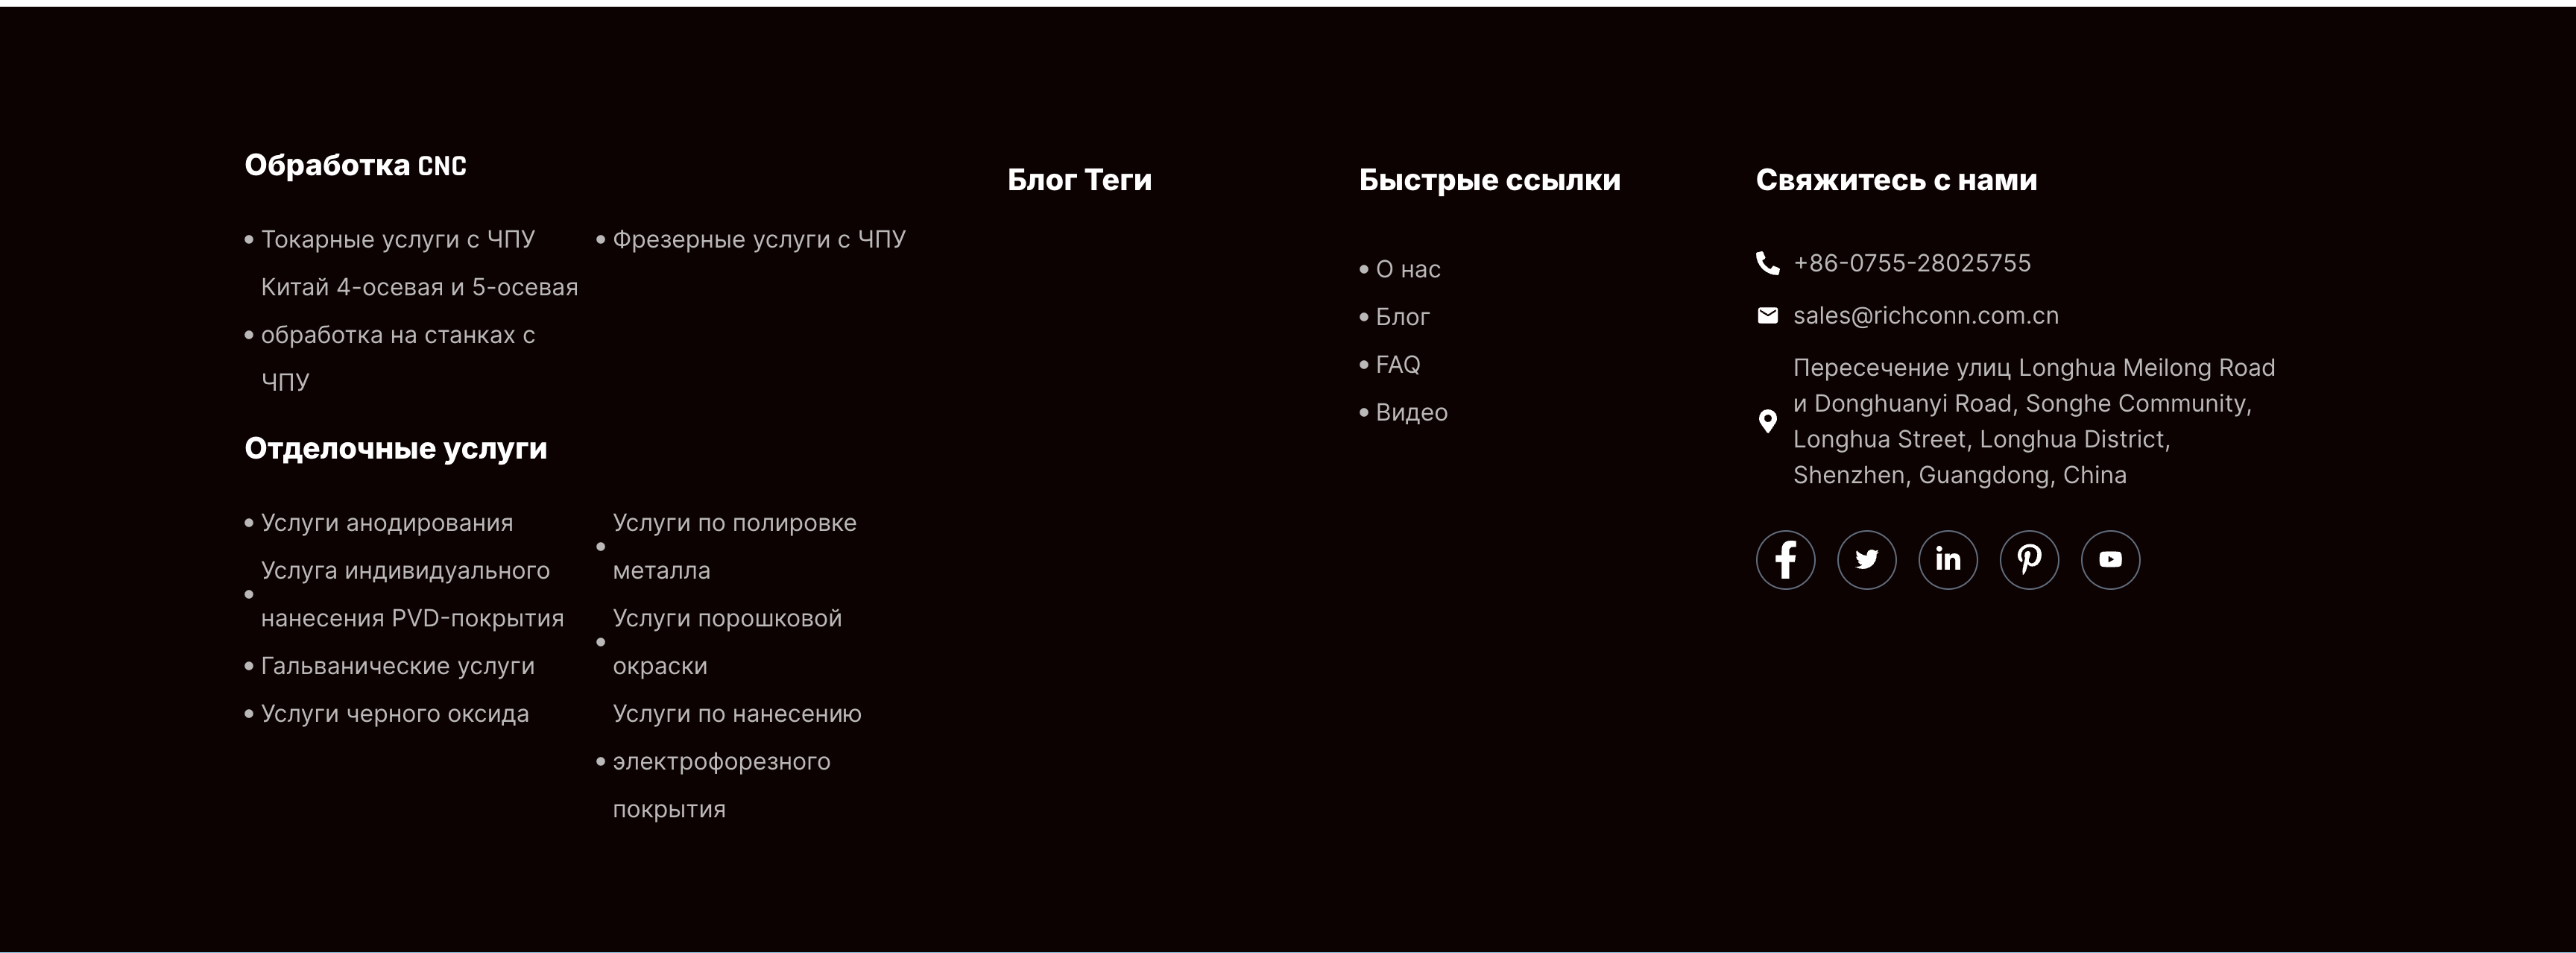 Обработка CNC
Токарные услуги с ЧПУ
Китай 4-осевая и 5-осевая
обработка на станках с
ЧПУ
Фрезерные услуги с ЧПУ
Отделочные услуги
Услуги анодирования
Услуга индивидуального
нанесения PVD-покрытия
Гальванические услуги
Услуги черного оксида
Услуги по полировке
металла
Услуги порошковой
окраски
Услуги по нанесению
электрофорезного
покрытия
Блог Теги
Быстрые ссылки
О нас
Блог
FAQ
Видео
Свяжитесь с нами
+86-0755-28025755
sales@richconn.com.cn
Пересечение улиц Longhua Meilong Road
и Donghuanyi Road, Songhe Community,
Longhua Street, Longhua District,
Shenzhen, Guangdong, China